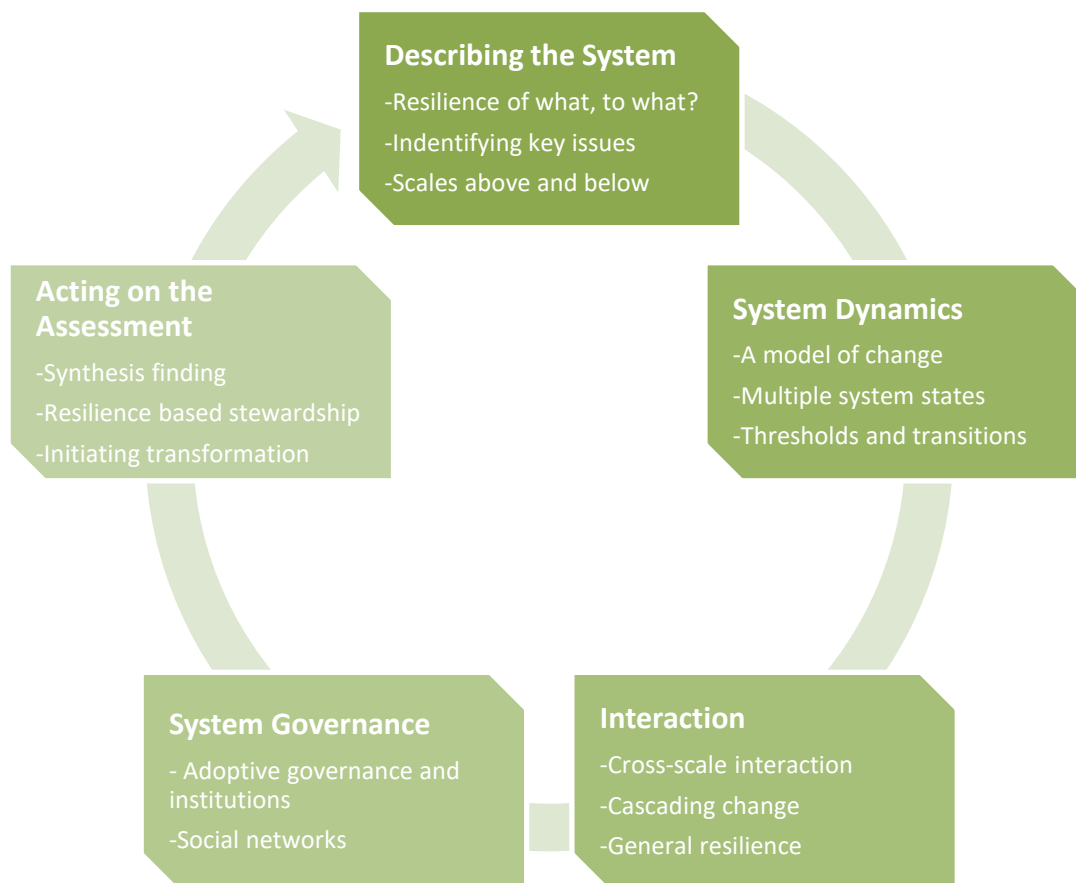 Describing the System
-Resilience of what, to what?
-Indentifying key issues
-Scales above and below
System Dynamics
-A model of change
-Multiple system states
-Thresholds and transitions
Interaction
-Cross-scale interaction
-Cascading change
-General resilience
System Governance
- Adoptive governance and
institutions
-Social networks
Acting on the
Assessment
-Synthesis finding
-Resilience based stewardship
-Initiating transformation